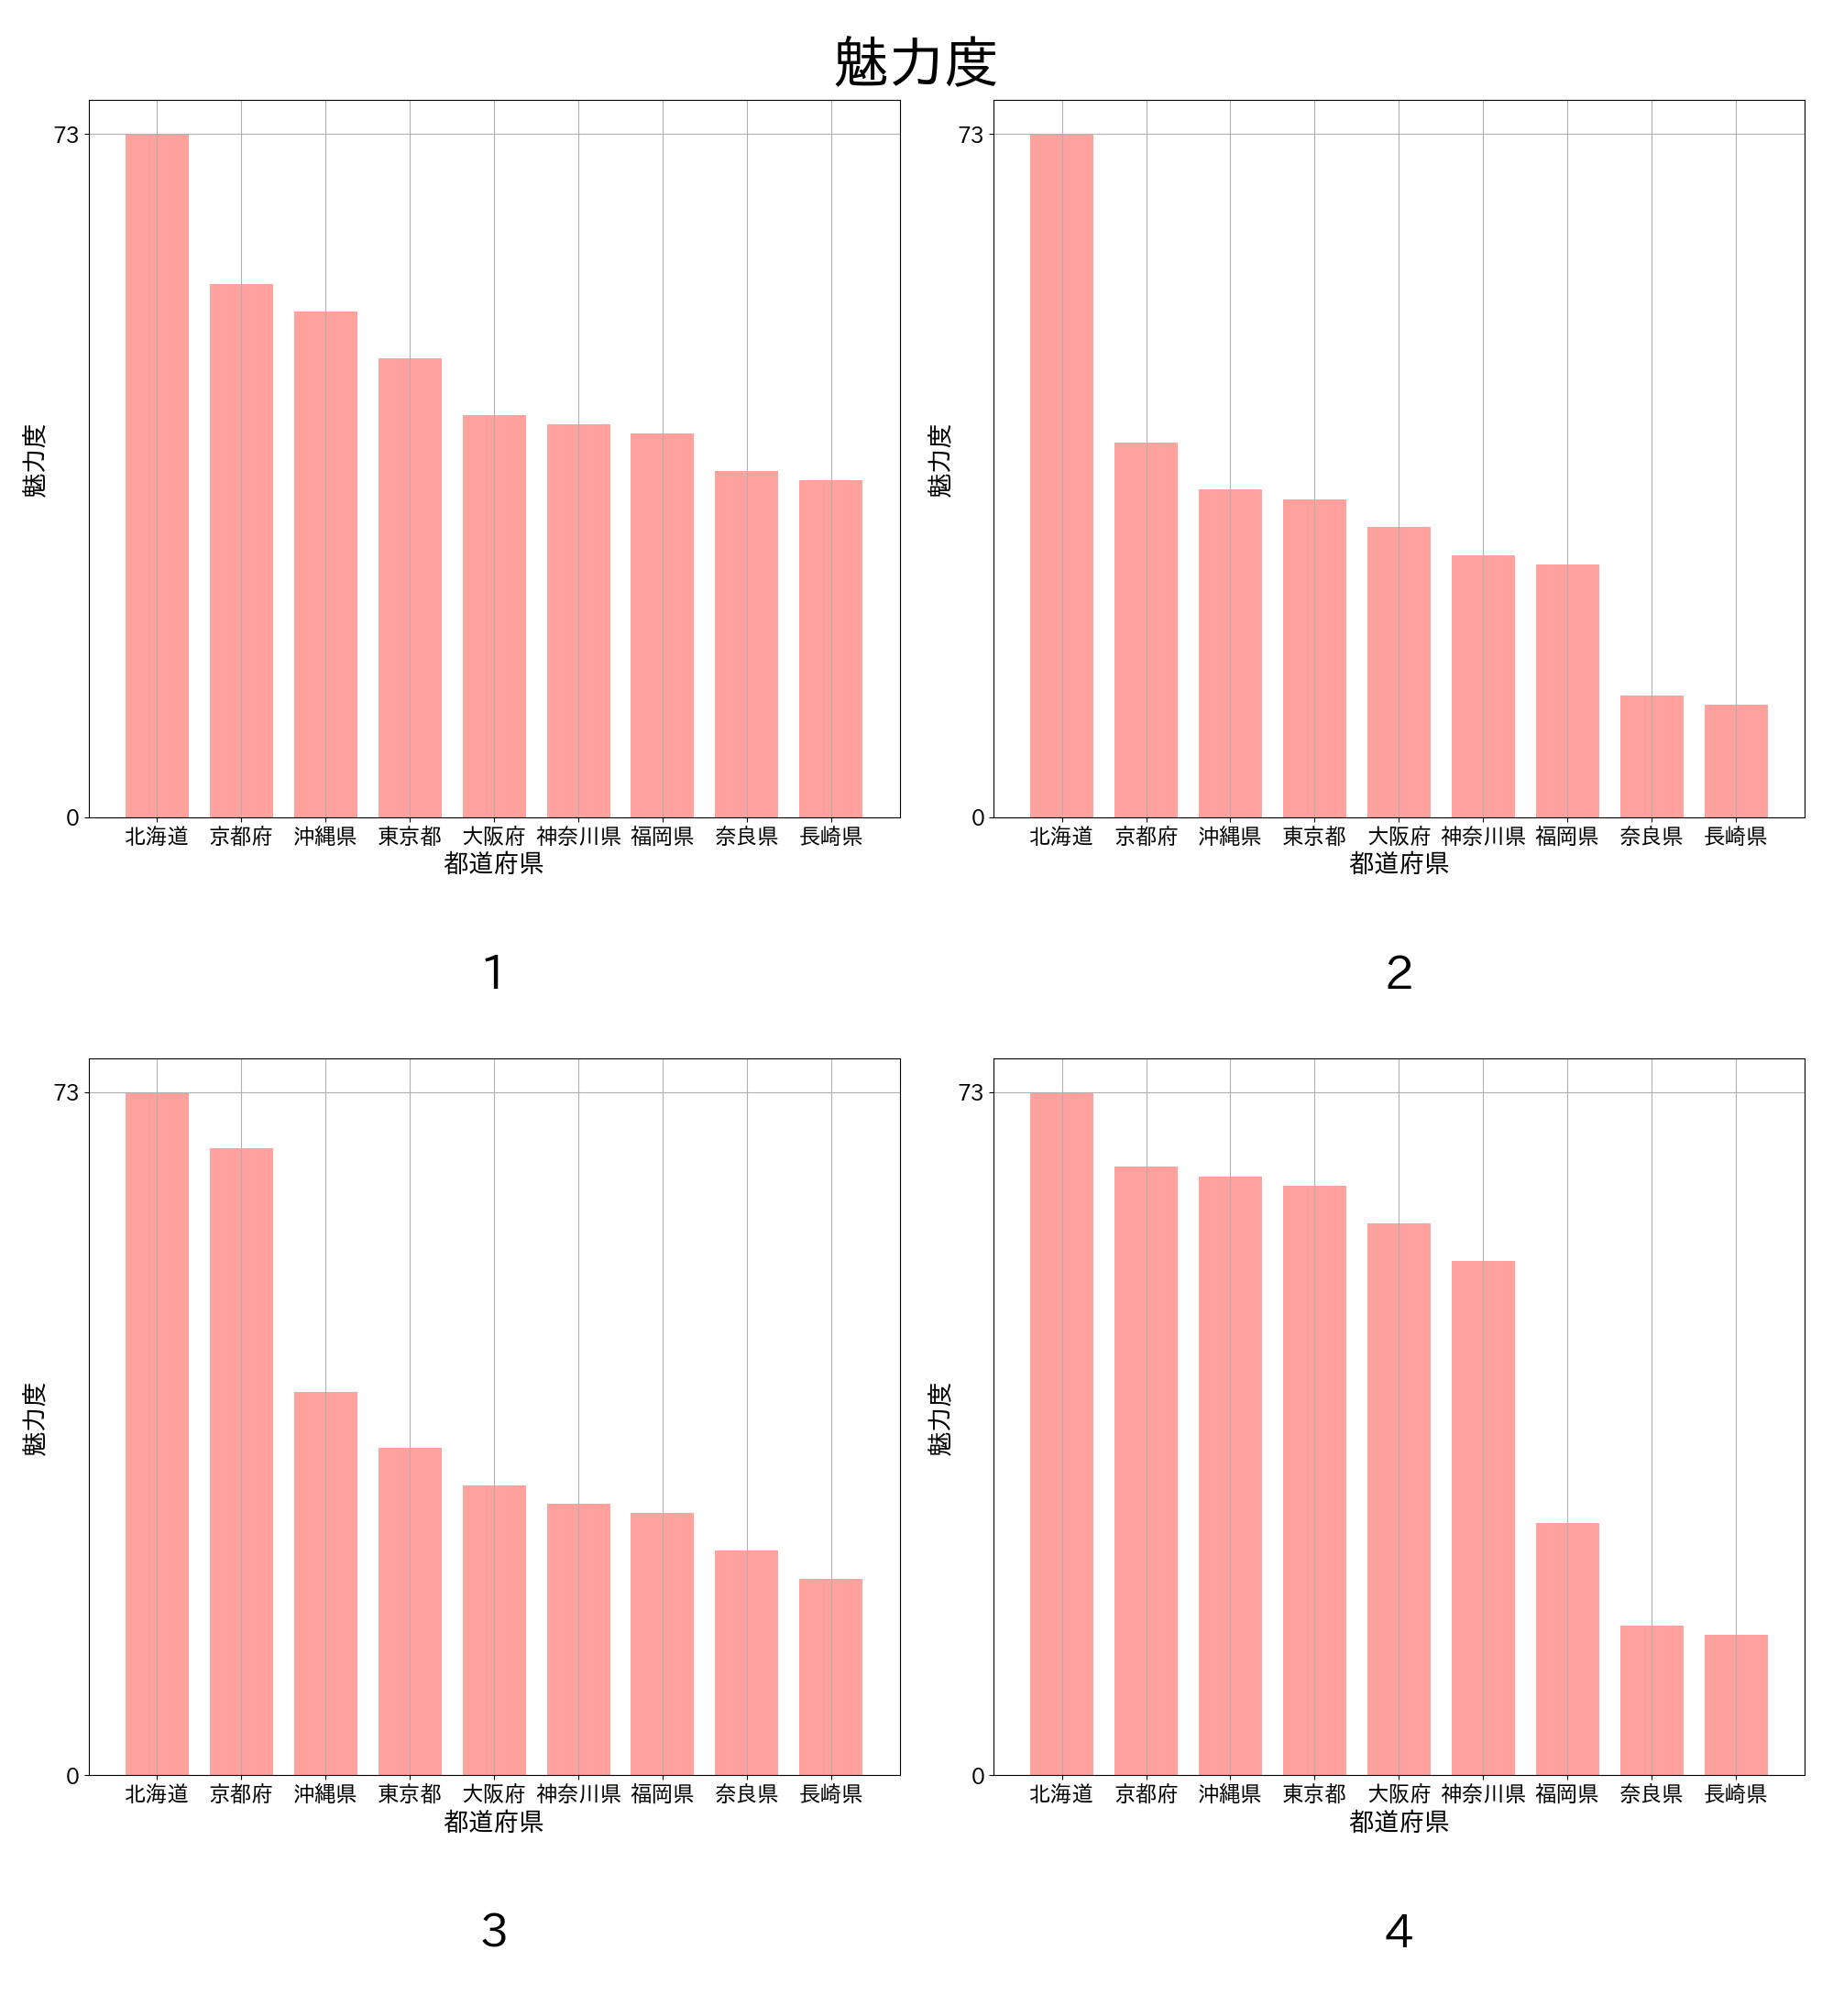 魅力度
73
0
魅力度
北海道 京都府 沖縄県 東京都 大阪府 神奈川県 福岡県 奈良県 長崎県
都道府県
1
73
0
魅力度
北海道 京都府 沖縄県 東京都 大阪府 神奈川県 福岡県 奈良県 長崎県
都道府県
2
73
0
魅力度
北海道 京都府 沖縄県 東京都 大阪府 神奈川県 福岡県 奈良県 長崎県
都道府県
3
73
0
魅力度
北海道 京都府 沖縄県 東京都 大阪府 神奈川県 福岡県 奈良県 長崎県
都道府県
4